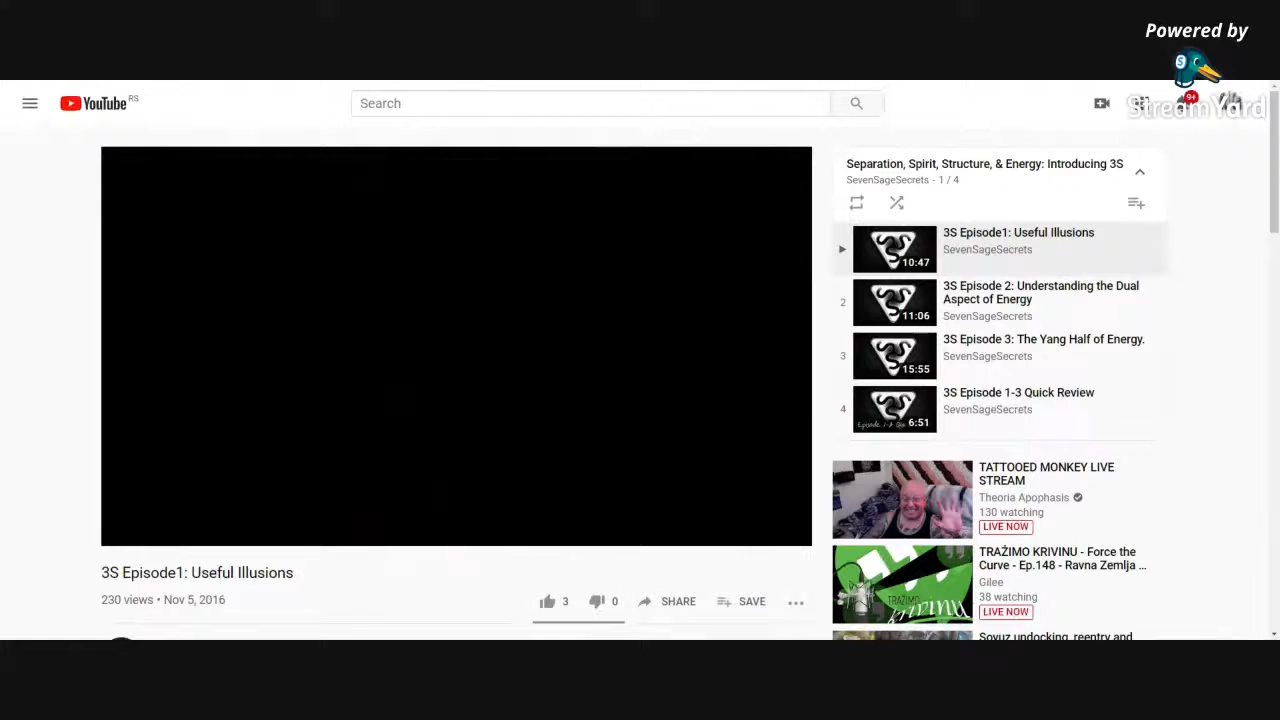 Powered by
StreamYard
YouTube RS
Search
9+
Separation, Spirit, Structure, & Energy: Introducing 3S
SevenSageSecrets - 1 / 4
3S Episode1: Useful Illusions
SevenSageSecrets
10:47
2
3S Episode 2: Understanding the Dual
Aspect of Energy
SevenSageSecrets
11:06
3
3S Episode 3: The Yang Half of Energy.
SevenSageSecrets
15:55
4
3S Episode 1-3 Quick Review
SevenSageSecrets
6:51
TATTOOED MONKEY LIVE
STREAM
Theoria Apophasis
130 watching
LIVE NOW
TRAŽIMO KRIVINU - Force the
Curve - Ep.148 - Ravna Zemlja ...
Gilee
38 watching
LIVE NOW
TRAŽIMO
krivinu
Soyuz undocking, reentry and
3S Episode1: Useful Illusions
230 views • Nov 5, 2016
3
0
SHARE
SAVE